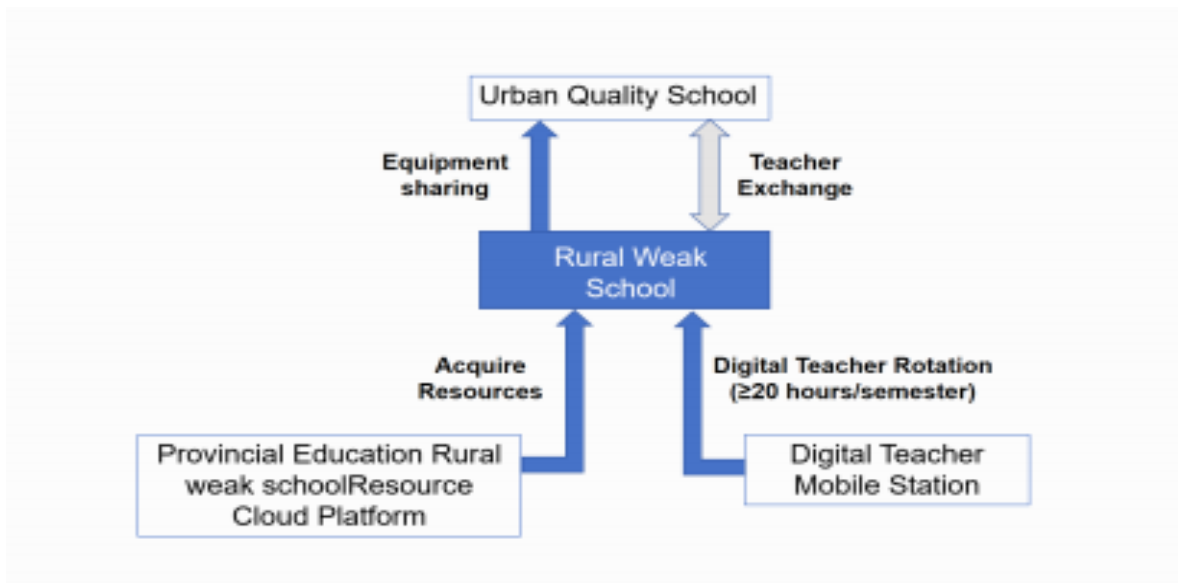 Urban Quality School
Equipment
sharing
Teacher
Exchange
Rural Weak
School
Acquire
Resources
Digital Teacher Rotation
(≥20 hours/semester)
Provincial Education Rural
weak schoolResource
Cloud Platform
Digital Teacher
Mobile Station